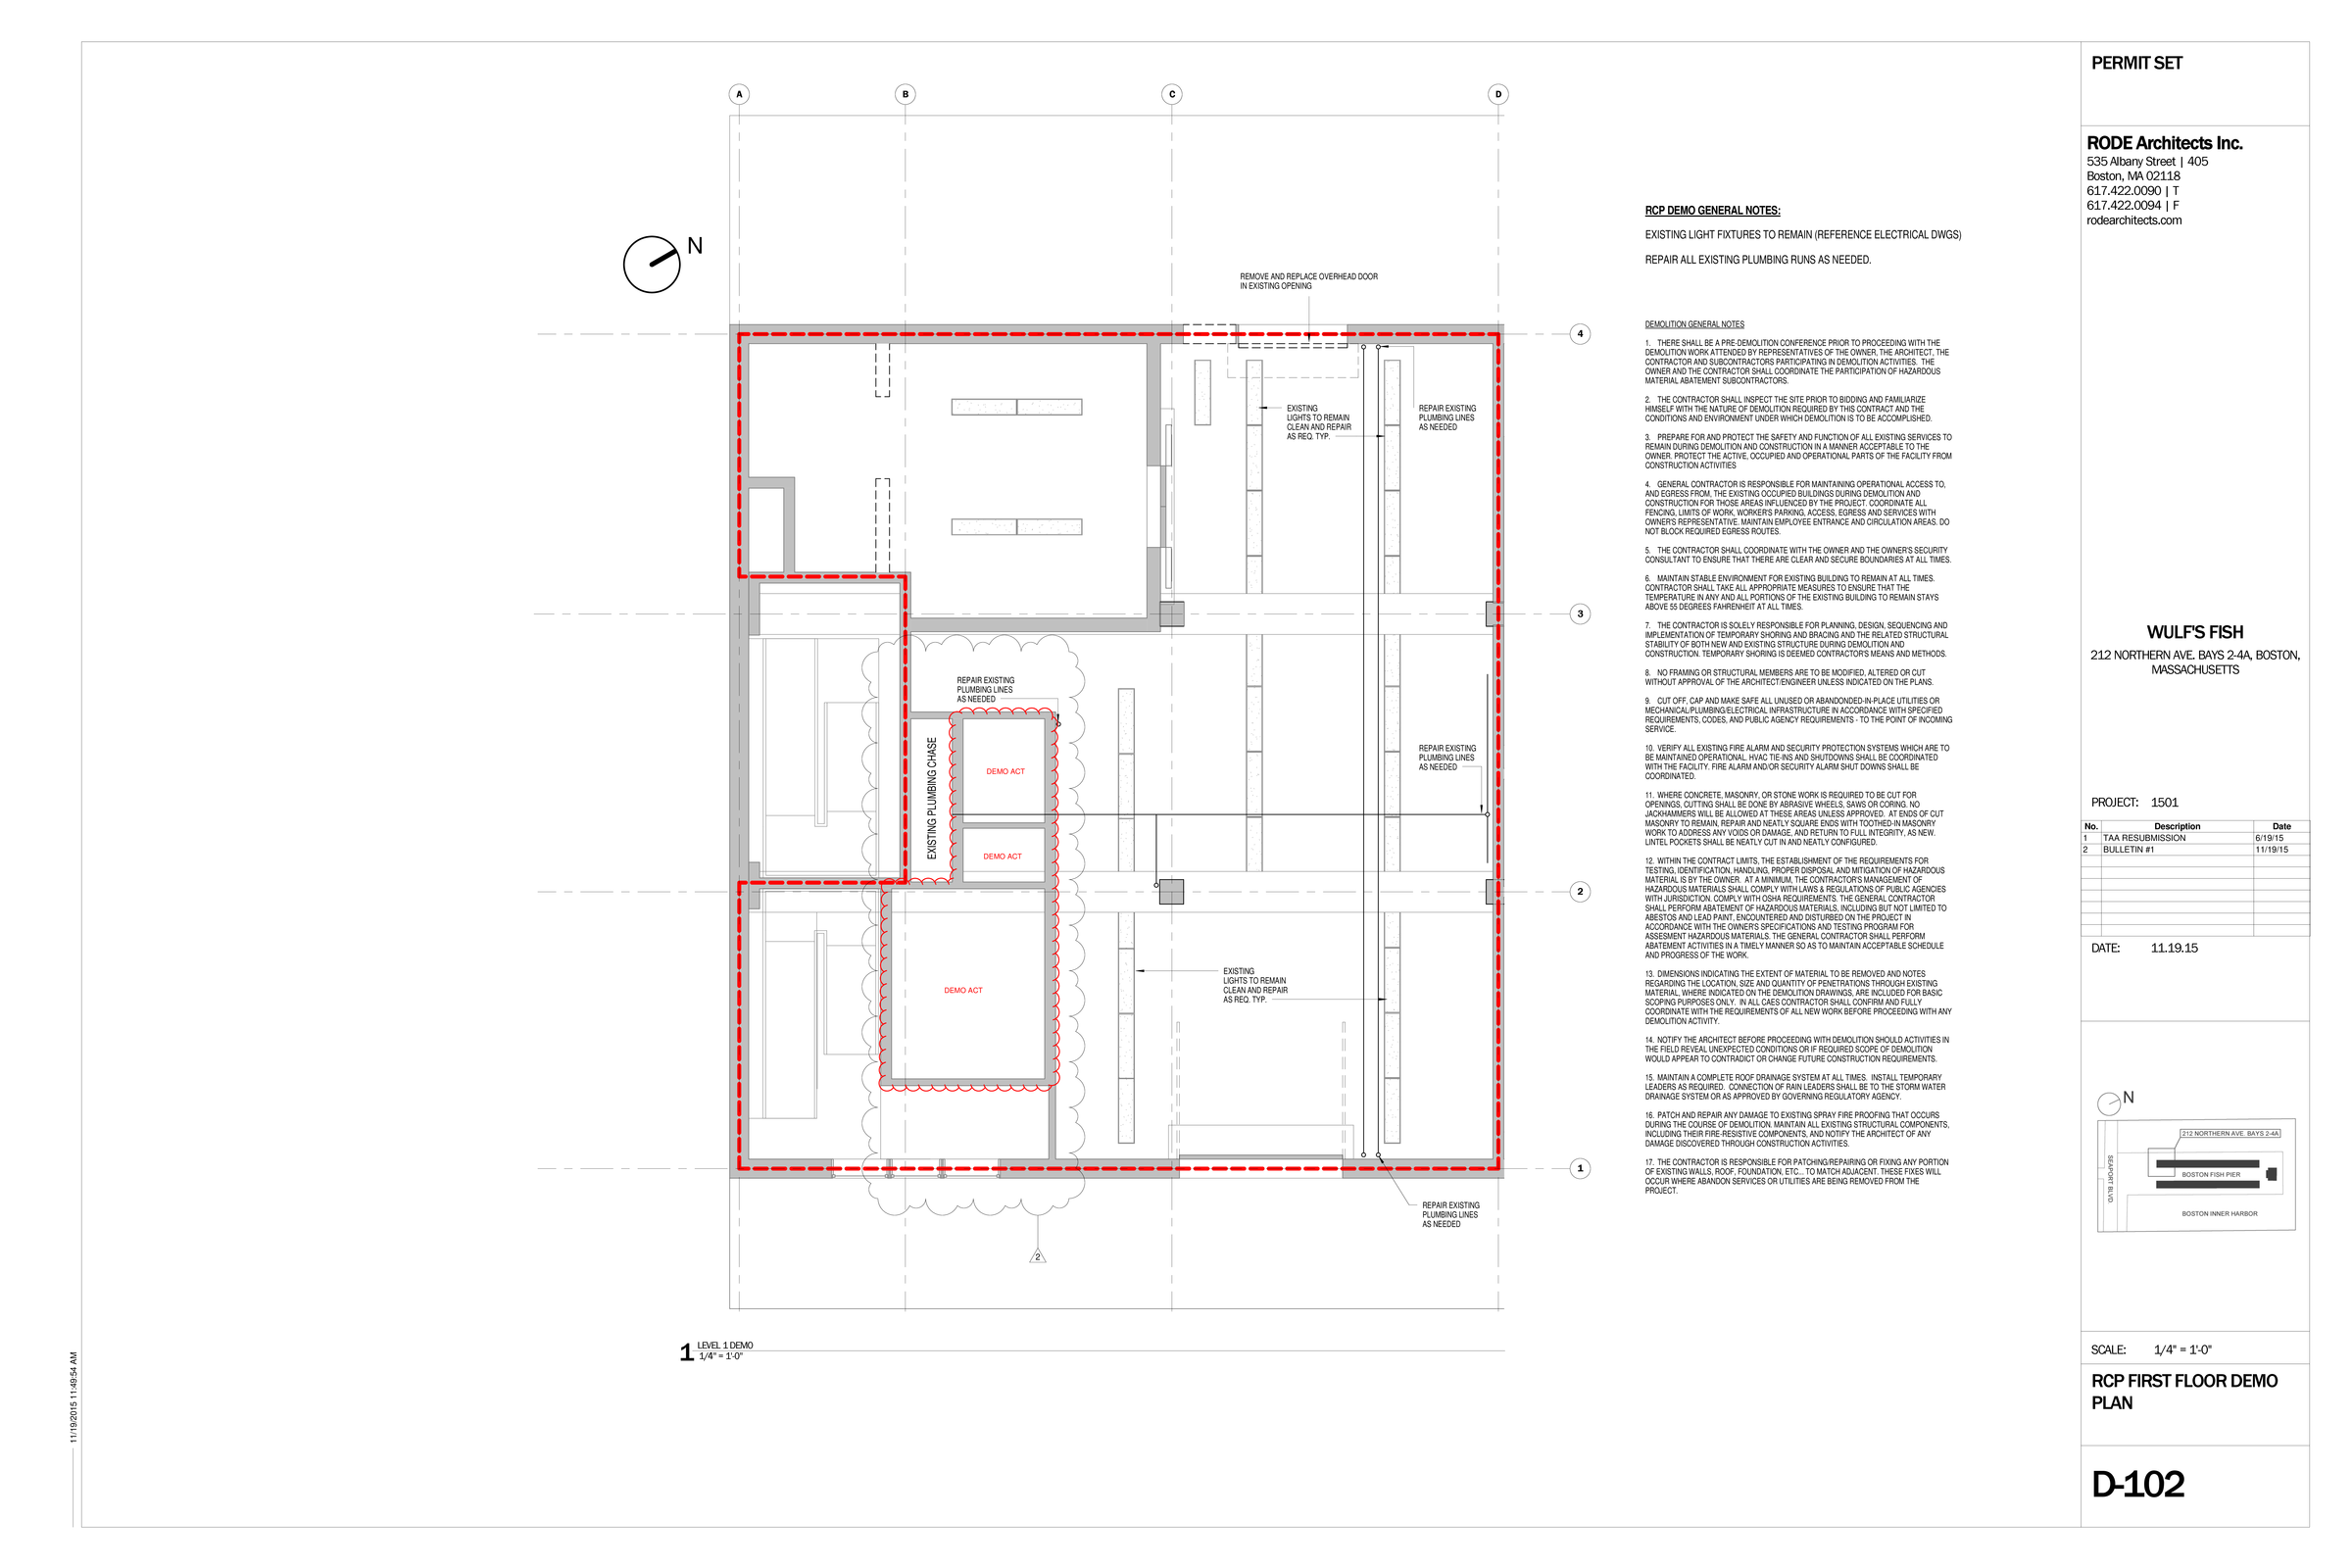 A
B
C
D
N
REMOVE AND REPLACE OVERHEAD DOOR
IN EXISTING OPENING
4
EXISTING
LIGHTS TO REMAIN
CLEAN AND REPAIR
AS REQ. TYP.
REPAIR EXISTING
PLUMBING LINES
AS NEEDED
3
REPAIR EXISTING
PLUMBING LINES
AS NEEDED
EXISTING PLUMBING CHASE
DEMO ACT
REPAIR EXISTING
PLUMBING LINES
AS NEEDED
DEMO ACT
2
DEMO ACT
EXISTING
LIGHTS TO REMAIN
CLEAN AND REPAIR
AS REQ. TYP.
1
REPAIR EXISTING
PLUMBING LINES
AS NEEDED
2
1
LEVEL 1 DEMO
1/4" = 1'-0"
11/19/2015 11:49:54 AM
RCP DEMO GENERAL NOTES:
EXISTING LIGHT FIXTURES TO REMAIN (REFERENCE ELECTRICAL DWGS)
REPAIR ALL EXISTING PLUMBING RUNS AS NEEDED.
DEMOLITION GENERAL NOTES
1. THERE SHALL BE A PRE-DEMOLITION CONFERENCE PRIOR TO PROCEEDING WITH THE
DEMOLITION WORK ATTENDED BY REPRESENTATIVES OF THE OWNER, THE ARCHITECT, THE
CONTRACTOR AND SUBCONTRACTORS PARTICIPATING IN DEMOLITION ACTIVITIES. THE
OWNER AND THE CONTRACTOR SHALL COORDINATE THE PARTICIPATION OF HAZARDOUS
MATERIAL ABATEMENT SUBCONTRACTORS.
2. THE CONTRACTOR SHALL INSPECT THE SITE PRIOR TO BIDDING AND FAMILIARIZE
HIMSELF WITH THE NATURE OF DEMOLITION REQUIRED BY THIS CONTRACT AND THE
CONDITIONS AND ENVIRONMENT UNDER WHICH DEMOLITION IS TO BE ACCOMPLISHED.
3. PREPARE FOR AND PROTECT THE SAFETY AND FUNCTION OF ALL EXISTING SERVICES TO
REMAIN DURING DEMOLITION AND CONSTRUCTION IN A MANNER ACCEPTABLE TO THE
OWNER. PROTECT THE ACTIVE, OCCUPIED AND OPERATIONAL PARTS OF THE FACILITY FROM
CONSTRUCTION ACTIVITIES
4. GENERAL CONTRACTOR IS RESPONSIBLE FOR MAINTAINING OPERATIONAL ACCESS TO,
AND EGRESS FROM, THE EXISTING OCCUPIED BUILDINGS DURING DEMOLITION AND
CONSTRUCTION FOR THOSE AREAS INFLUENCED BY THE PROJECT. COORDINATE ALL
FENCING, LIMITS OF WORK, WORKER'S PARKING, ACCESS, EGRESS AND SERVICES WITH
OWNER'S REPRESENTATIVE. MAINTAIN EMPLOYEE ENTRANCE AND CIRCULATION AREAS. DO
NOT BLOCK REQUIRED EGRESS ROUTES.
5. THE CONTRACTOR SHALL COORDINATE WITH THE OWNER AND THE OWNER'S SECURITY
CONSULTANT TO ENSURE THAT THERE ARE CLEAR AND SECURE BOUNDARIES AT ALL TIMES.
6. MAINTAIN STABLE ENVIRONMENT FOR EXISTING BUILDING TO REMAIN AT ALL TIMES.
CONTRACTOR SHALL TAKE ALL APPROPRIATE MEASURES TO ENSURE THAT THE
TEMPERATURE IN ANY AND ALL PORTIONS OF THE EXISTING BUILDING TO REMAIN STAYS
ABOVE 55 DEGREES FAHRENHEIT AT ALL TIMES.
7. THE CONTRACTOR IS SOLELY RESPONSIBLE FOR PLANNING, DESIGN, SEQUENCING AND
IMPLEMENTATION OF TEMPORARY SHORING AND BRACING AND THE RELATED STRUCTURAL
STABILITY OF BOTH NEW AND EXISTING STRUCTURE DURING DEMOLITION AND
CONSTRUCTION. TEMPORARY SHORING IS DEEMED CONTRACTOR'S MEANS AND METHODS.
8. NO FRAMING OR STRUCTURAL MEMBERS ARE TO BE MODIFIED, ALTERED OR CUT
WITHOUT APPROVAL OF THE ARCHITECT/ENGINEER UNLESS INDICATED ON THE PLANS.
9. CUT OFF, CAP AND MAKE SAFE ALL UNUSED OR ABANDONDED-IN-PLACE UTILITIES OR
MECHANICAL/PLUMBING/ELECTRICAL INFRASTRUCTURE IN ACCORDANCE WITH SPECIFIED
REQUIREMENTS, CODES, AND PUBLIC AGENCY REQUIREMENTS - TO THE POINT OF INCOMING
SERVICE.
10. VERIFY ALL EXISTING FIRE ALARM AND SECURITY PROTECTION SYSTEMS WHICH ARE TO
BE MAINTAINED OPERATIONAL. HVAC TIE-INS AND SHUTDOWNS SHALL BE COORDINATED
WITH THE FACILITY. FIRE ALARM AND/OR SECURITY ALARM SHUT DOWNS SHALL BE
COORDINATED.
11. WHERE CONCRETE, MASONRY, OR STONE WORK IS REQUIRED TO BE CUT FOR
OPENINGS, CUTTING SHALL BE DONE BY ABRASIVE WHEELS, SAWS OR CORING. NO
JACKHAMMERS WILL BE ALLOWED AT THESE AREAS UNLESS APPROVED. AT ENDS OF CUT
MASONRY TO REMAIN, REPAIR AND NEATLY SQUARE ENDS WITH TOOTHED-IN MASONRY
WORK TO ADDRESS ANY VOIDS OR DAMAGE, AND RETURN TO FULL INTEGRITY, AS NEW.
LINTEL POCKETS SHALL BE NEATLY CUT IN AND NEATLY CONFIGURED.
12. WITHIN THE CONTRACT LIMITS, THE ESTABLISHMENT OF THE REQUIREMENTS FOR
TESTING, IDENTIFICATION, HANDLING, PROPER DISPOSAL AND MITIGATION OF HAZARDOUS
MATERIAL IS BY THE OWNER. AT A MINIMUM, THE CONTRACTOR'S MANAGEMENT OF
HAZARDOUS MATERIALS SHALL COMPLY WITH LAWS & REGULATIONS OF PUBLIC AGENCIES
WITH JURISDICTION. COMPLY WITH OSHA REQUIREMENTS. THE GENERAL CONTRACTOR
SHALL PERFORM ABATEMENT OF HAZARDOUS MATERIALS, INCLUDING BUT NOT LIMITED TO
ABESTOS AND LEAD PAINT, ENCOUNTERED AND DISTURBED ON THE PROJECT IN
ACCORDANCE WITH THE OWNER'S SPECIFICATIONS AND TESTING PROGRAM FOR
ASSESMENT HAZARDOUS MATERIALS. THE GENERAL CONTRACTOR SHALL PERFORM
ABATEMENT ACTIVITIES IN A TIMELY MANNER SO AS TO MAINTAIN ACCEPTABLE SCHEDULE
AND PROGRESS OF THE WORK.
13. DIMENSIONS INDICATING THE EXTENT OF MATERIAL TO BE REMOVED AND NOTES
REGARDING THE LOCATION, SIZE AND QUANTITY OF PENETRATIONS THROUGH EXISTING
MATERIAL, WHERE INDICATED ON THE DEMOLITION DRAWINGS, ARE INCLUDED FOR BASIC
SCOPING PURPOSES ONLY. IN ALL CAES CONTRACTOR SHALL CONFIRM AND FULLY
COORDINATE WITH THE REQUIREMENTS OF ALL NEW WORK BEFORE PROCEEDING WITH ANY
DEMOLITION ACTIVITY.
14. NOTIFY THE ARCHITECT BEFORE PROCEEDING WITH DEMOLITION SHOULD ACTIVITIES IN
THE FIELD REVEAL UNEXPECTED CONDITIONS OR IF REQUIRED SCOPE OF DEMOLITION
WOULD APPEAR TO CONTRADICT OR CHANGE FUTURE CONSTRUCTION REQUIREMENTS.
15. MAINTAIN A COMPLETE ROOF DRAINAGE SYSTEM AT ALL TIMES. INSTALL TEMPORARY
LEADERS AS REQUIRED. CONNECTION OF RAIN LEADERS SHALL BE TO THE STORM WATER
DRAINAGE SYSTEM OR AS APPROVED BY GOVERNING REGULATORY AGENCY.
16. PATCH AND REPAIR ANY DAMAGE TO EXISTING SPRAY FIRE PROOFING THAT OCCURS
DURING THE COURSE OF DEMOLITION. MAINTAIN ALL EXISTING STRUCTURAL COMPONENTS,
INCLUDING THEIR FIRE-RESISTIVE COMPONENTS, AND NOTIFY THE ARCHITECT OF ANY
DAMAGE DISCOVERED THROUGH CONSTRUCTION ACTIVITIES.
17. THE CONTRACTOR IS RESPONSIBLE FOR PATCHING/REPAIRING OR FIXING ANY PORTION
OF EXISTING WALLS, ROOF, FOUNDATION, ETC... TO MATCH ADJACENT. THESE FIXES WILL
OCCUR WHERE ABANDON SERVICES OR UTILITIES ARE BEING REMOVED FROM THE
PROJECT.
PERMIT SET
RODE Architects Inc.
535 Albany Street | 405
Boston, MA 02118
617.422.0090 | T
617.422.0094 | F
rodearchitects.com
WULF'S FISH
212 NORTHERN AVE. BAYS 2-4A, BOSTON,
MASSACHUSETTS
PROJECT: 1501
No. Description Date
1 TAA RESUBMISSION 6/19/15
2 BULLETIN #1 11/19/15
DATE: 11.19.15
N
212 NORTHERN AVE. BAYS 2-4A
SEAPORT BLVD
BOSTON FISH PIER
BOSTON INNER HARBOR
SCALE: 1/4" = 1'-0"
RCP FIRST FLOOR DEMO
PLAN
D-102